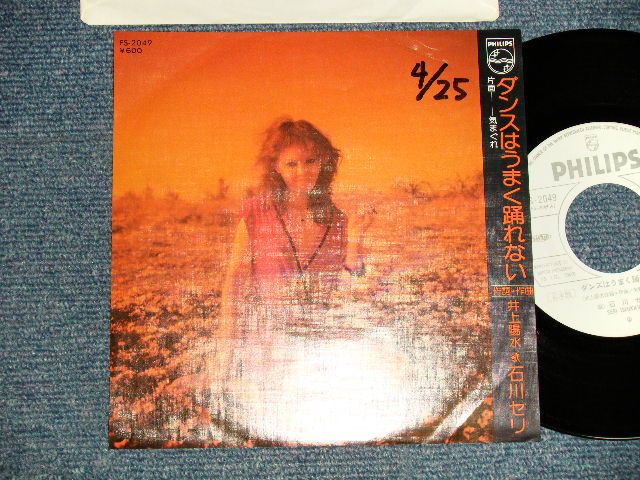 FS-2049
¥600
4/25
PHILIPS
ダンスはうまく踊れない
片面 — 気まぐれ
作詞・作曲
井上陽水
歌 石川セリ
PHILIPS
-2049
ダンスはうまく踊
石川